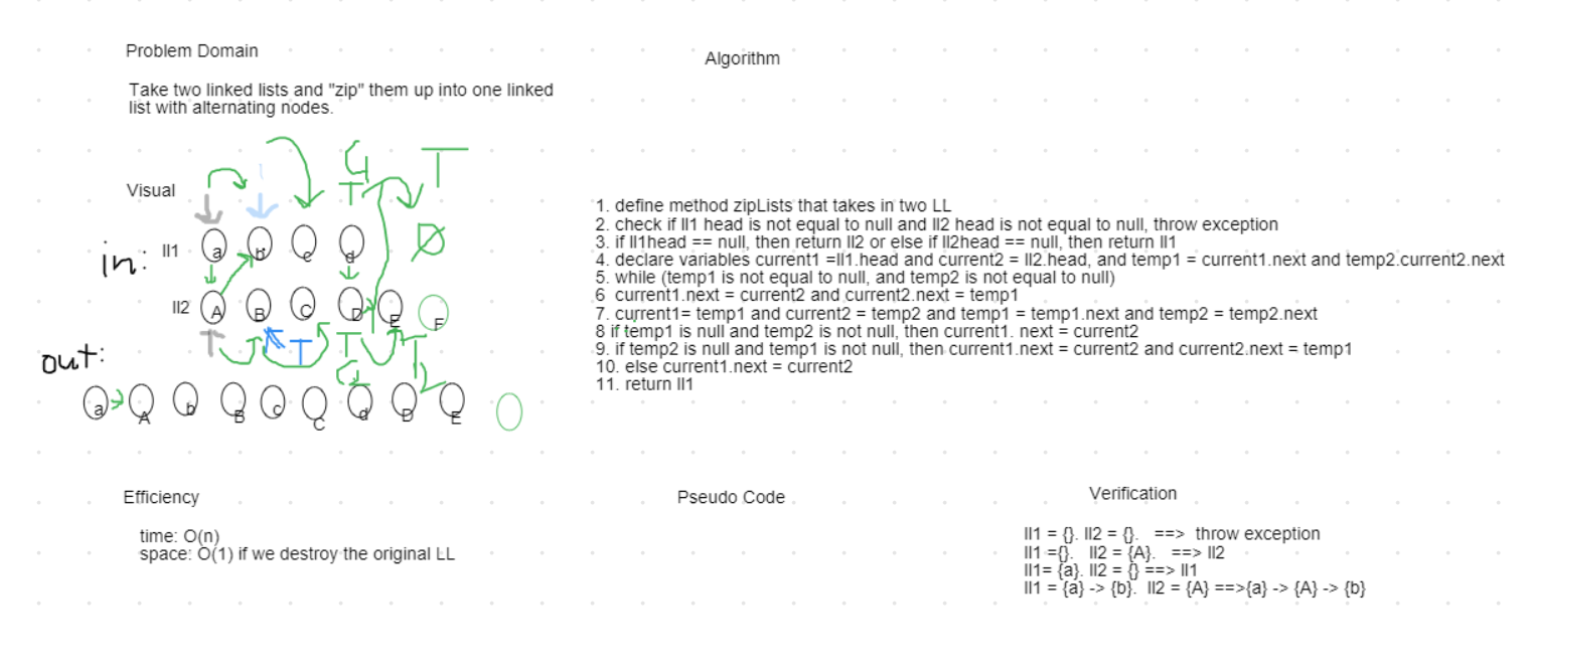 Problem Domain
Algorithm
Take two linked lists and "zip" them up into one linked
list with alternating nodes.
G
T
T
Visual
in:
ll1
a
b
c
d
ll2
A
B
C
D
E
F
T
T
T
T
G
out:
a
A
b
B
c
C
d
D
E
1. define method zipLists that takes in two LL
2. check if ll1 head is not equal to null and ll2 head is not equal to null, throw exception
3. if ll1head == null, then return ll2 or else if ll2head == null, then return ll1
4. declare variables current1 =ll1.head and current2 = ll2.head, and temp1 = current1.next and temp2.current2.next
5. while (temp1 is not equal to null, and temp2 is not equal to null)
6  current1.next = current2 and current2.next = temp1
7. current1= temp1 and current2 = temp2 and temp1 = temp1.next and temp2 = temp2.next
8 if temp1 is null and temp2 is not null, then current1. next = current2
9. if temp2 is null and temp1 is not null, then current1.next = current2 and current2.next = temp1
10. else current1.next = current2
11. return ll1
Efficiency
time: O(n)
space: O(1) if we destroy the original LL
Pseudo Code
Verification
ll1 = {}. ll2 = {}.   ==>  throw exception
ll1 ={}.   ll2 = {A}.   ==> ll2
ll1= {a}. ll2 = {} ==> ll1
ll1 = {a} -> {b}.  ll2 = {A} ==>{a} -> {A} -> {b}